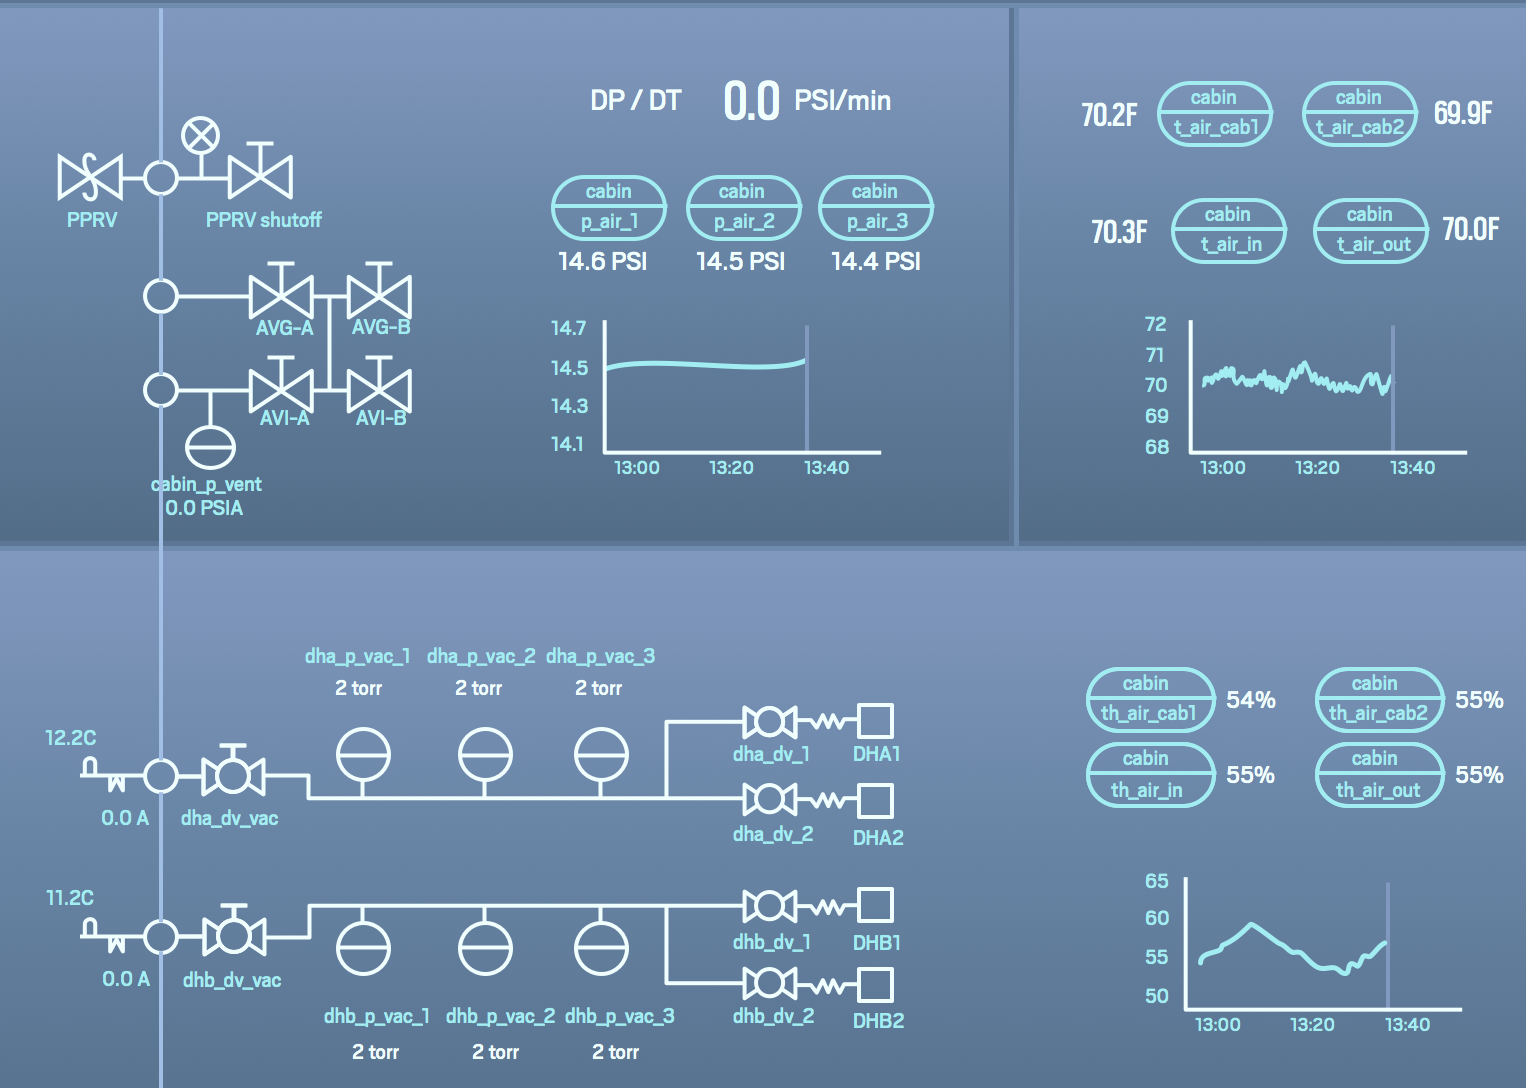 DP / DT 0.0 PSI/min
PPRV
PPRV shutoff
AVG-A
AVG-B
AVI-A
AVI-B
cabin_p_vent
0.0 PSIA
cabin
p_air_1
14.6 PSI
cabin
p_air_2
14.5 PSI
cabin
p_air_3
14.4 PSI
14.7
14.5
14.3
14.1
13:00 13:20 13:40
70.2F
cabin
t_air_cab1
cabin
t_air_cab2
69.9F
70.3F
cabin
t_air_in
cabin
t_air_out
70.0F
72
71
70
69
68
13:00 13:20 13:40
dha_p_vac_1 dha_p_vac_2 dha_p_vac_3
2 torr 2 torr 2 torr
12.2C
0.0 A
dha_dv_vac
dha_dv_1
DHA1
dha_dv_2
DHA2
11.2C
0.0 A
dhb_dv_vac
dhb_dv_1
DHB1
dhb_dv_2
DHB2
dhb_p_vac_1 dhb_p_vac_2 dhb_p_vac_3
2 torr 2 torr 2 torr
cabin
th_air_cab1
54%
cabin
th_air_cab2
55%
cabin
th_air_in
55%
cabin
th_air_out
55%
65
60
55
50
13:00 13:20 13:40